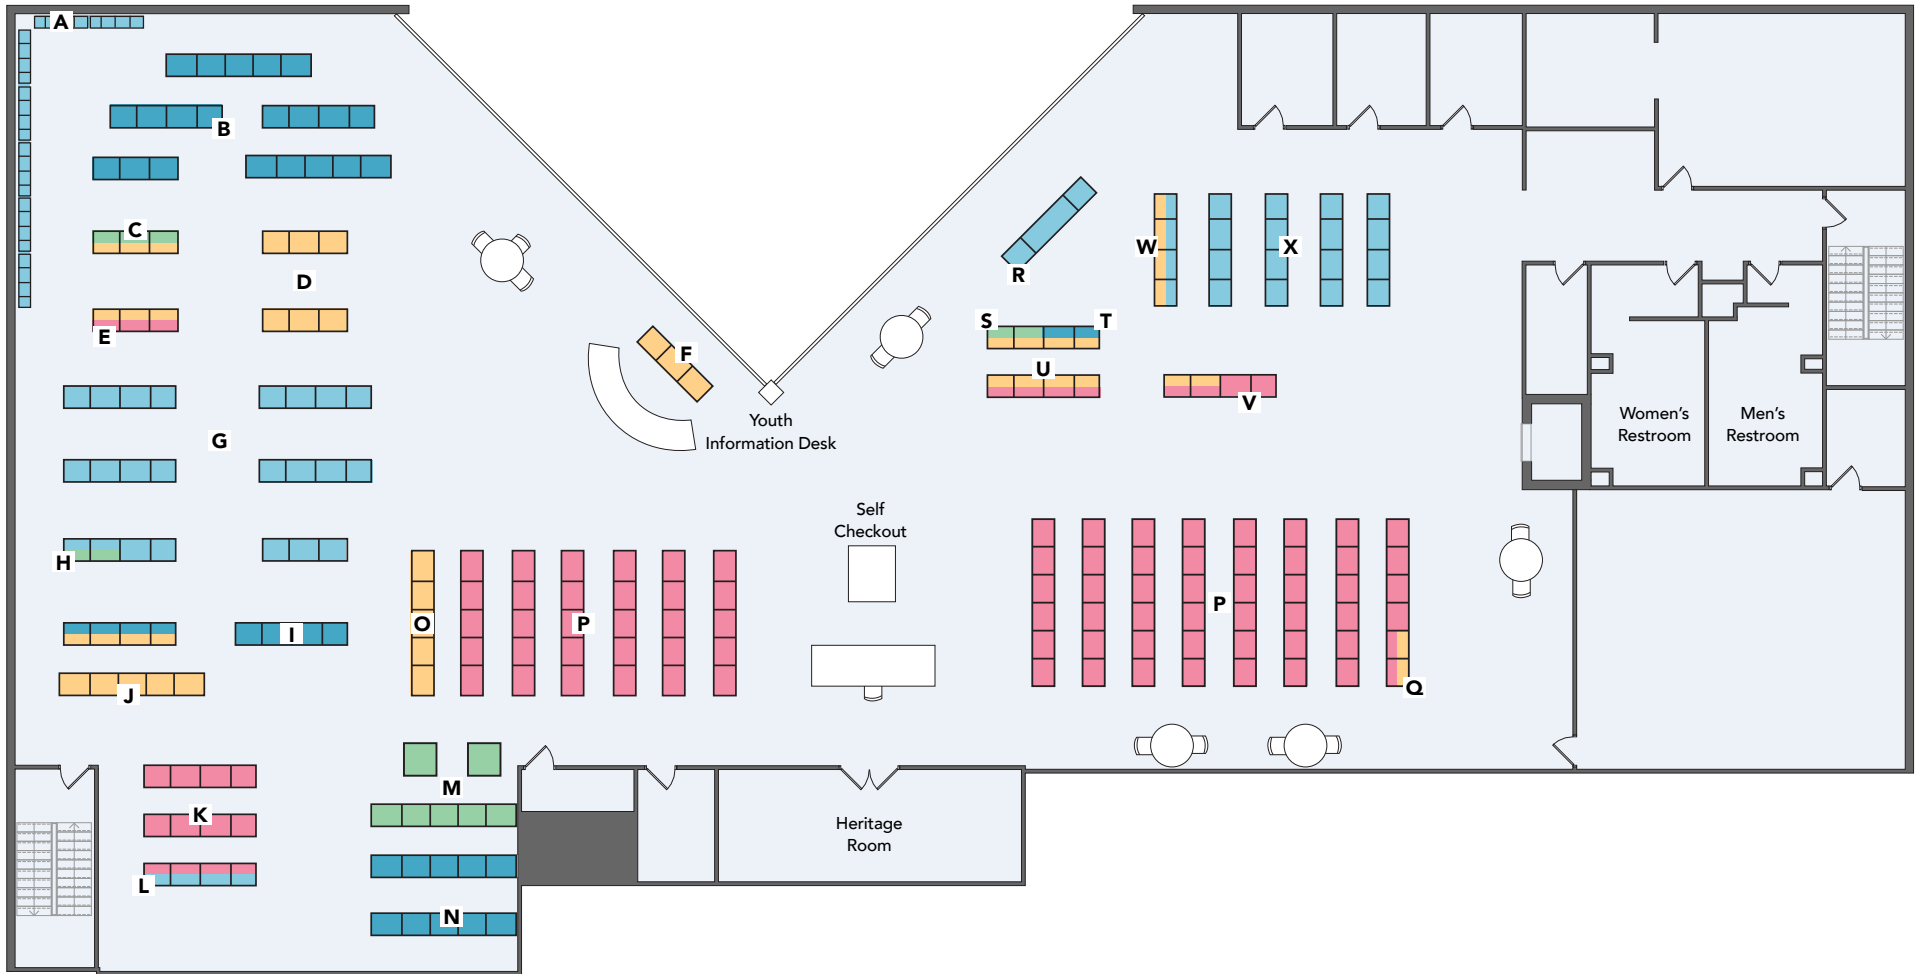 A
B
C
D
E
F
Youth
Information Desk
G
H
I
J
K
L
M
N
O
P
Self
Checkout
Heritage
Room
P
Q
R
S
T
U
V
W
X
Women's
Restroom
Men's
Restroom